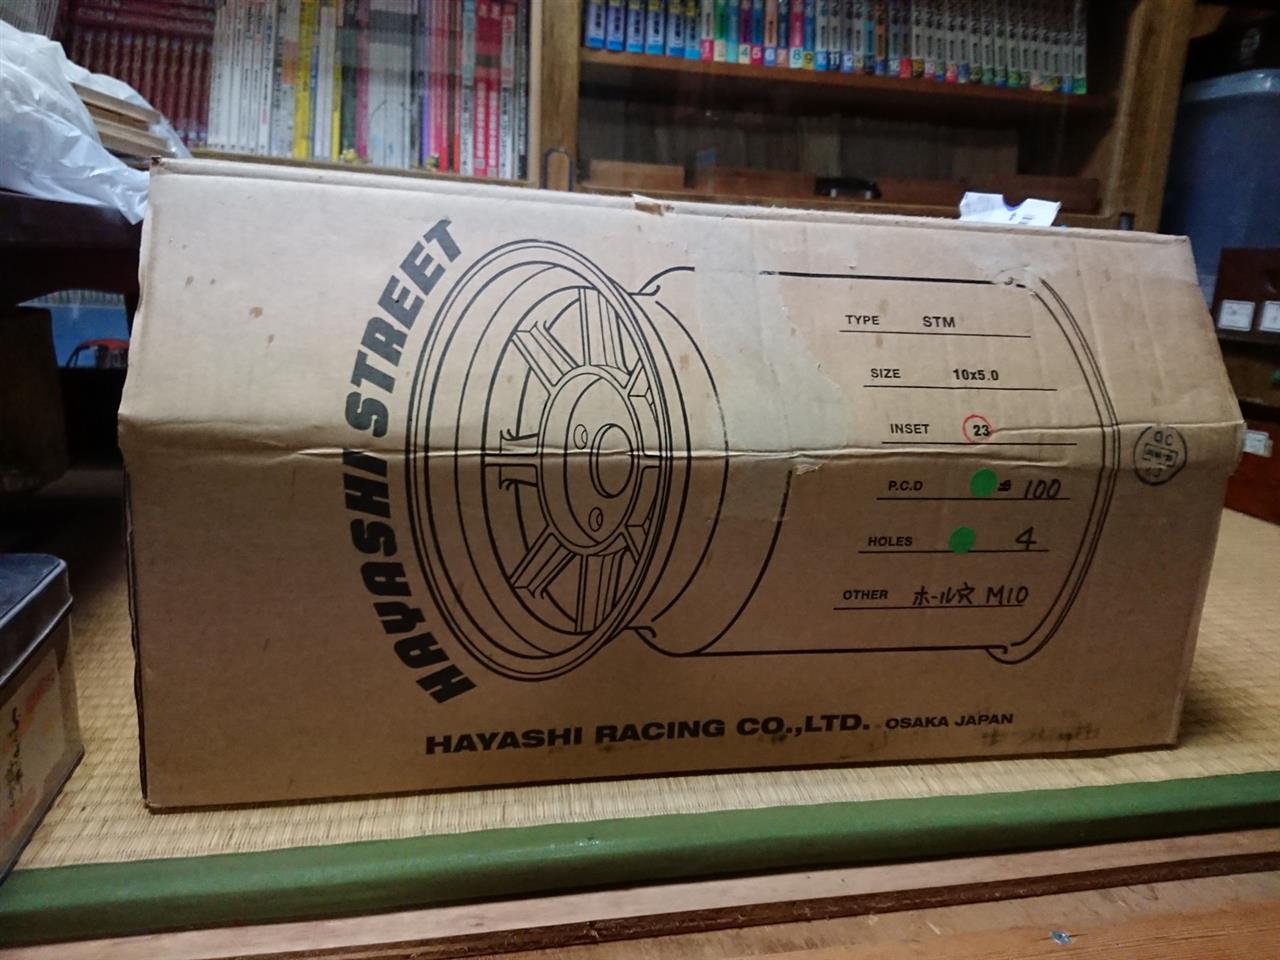 HAYASHI STREET
TYPE STM
SIZE 10x5.0
INSET 23
P.C.D 100
HOLES 4
OTHER ホール穴 M10
HAYASHI RACING CO.,LTD. OSAKA JAPAN